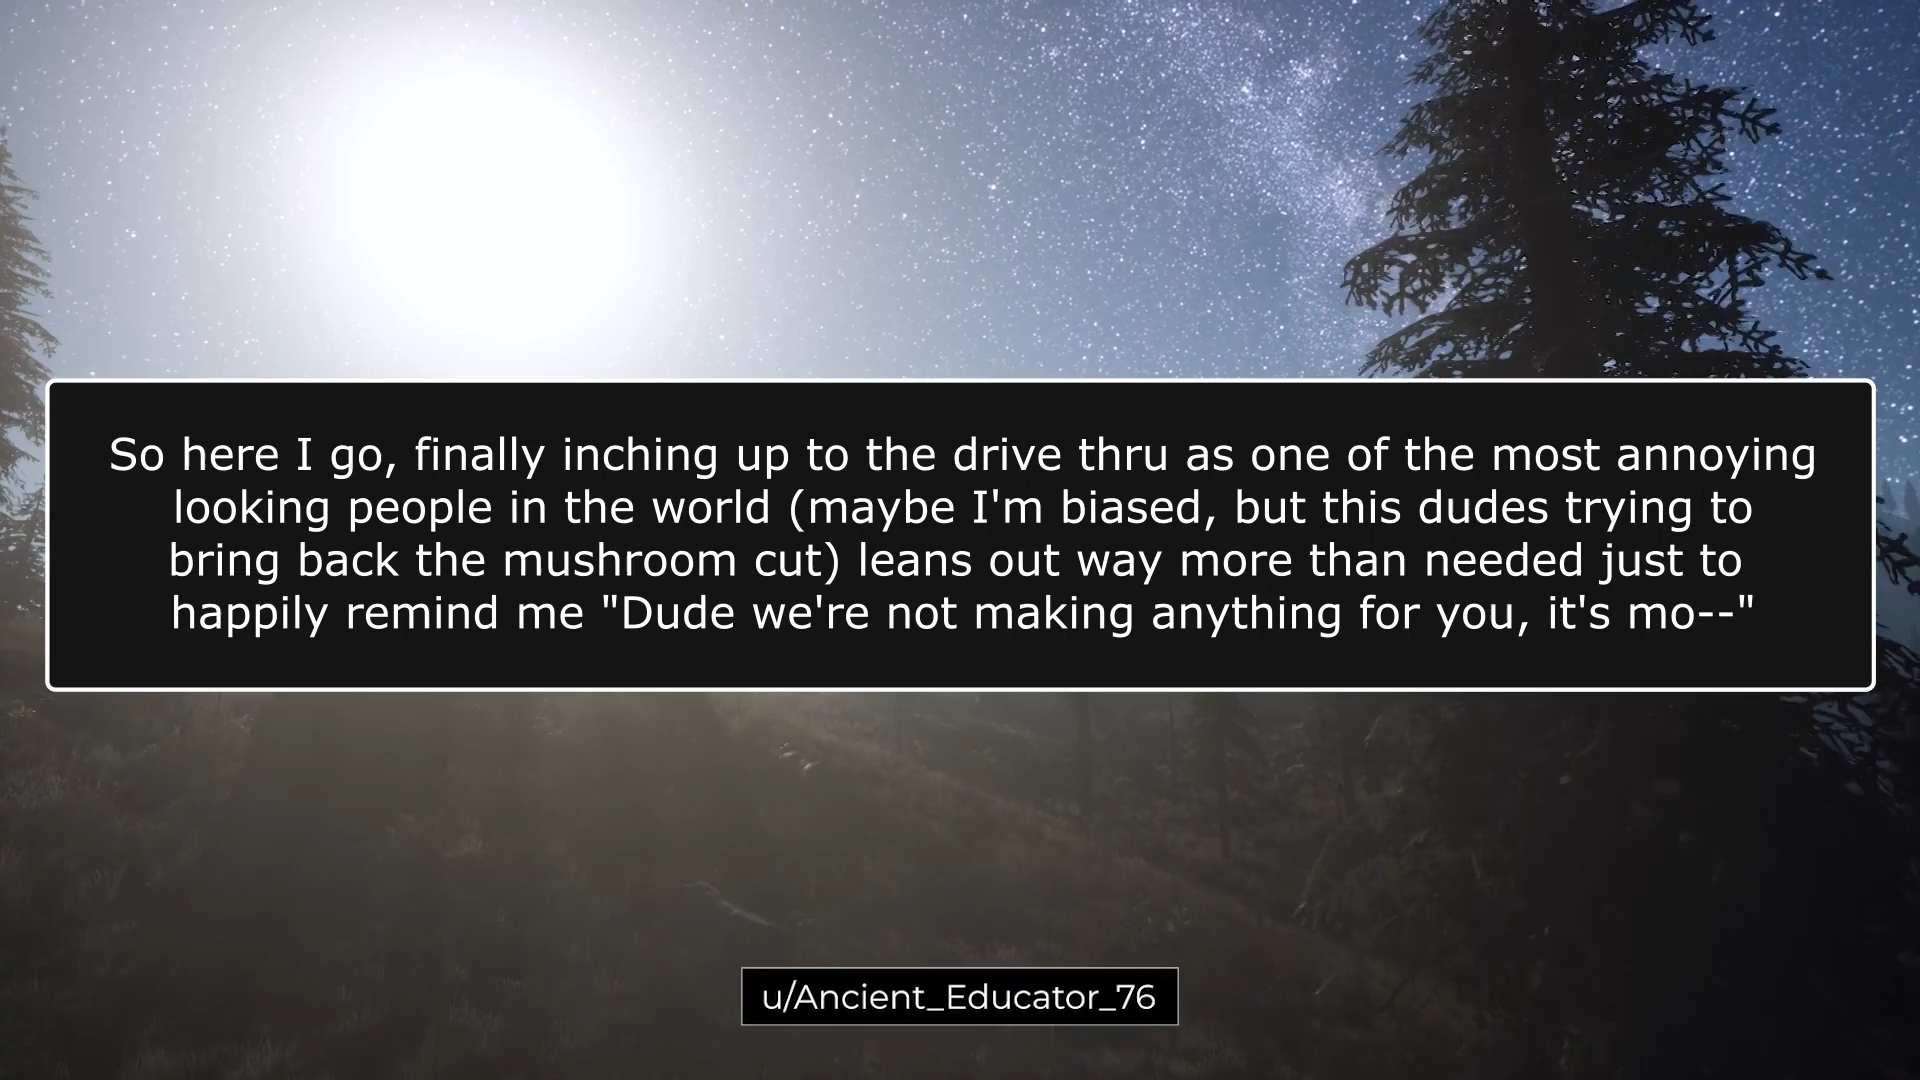 So here I go, finally inching up to the drive thru as one of the most annoying
looking people in the world (maybe I'm biased, but this dudes trying to
bring back the mushroom cut) leans out way more than needed just to
happily remind me "Dude we're not making anything for you, it's mo--"
u/Ancient_Educator_76